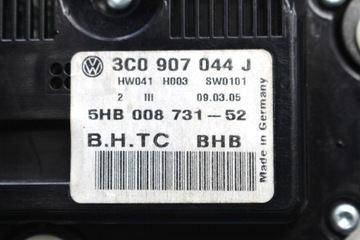 3C0 907 044 J
HW041 H003 SW0101
2 III 09.03.05
5HB 008 731-52
B.H.TC BHB
Made in Germany